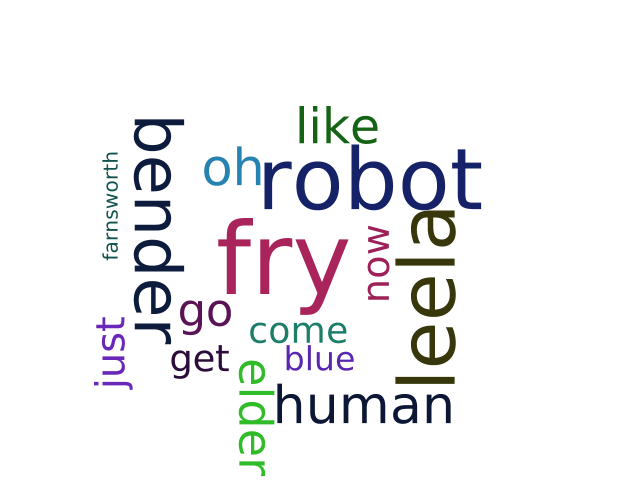 like
bender
oh
robot
farnsworth
leela
fry
now
go
just
come
get
blue
elder
human